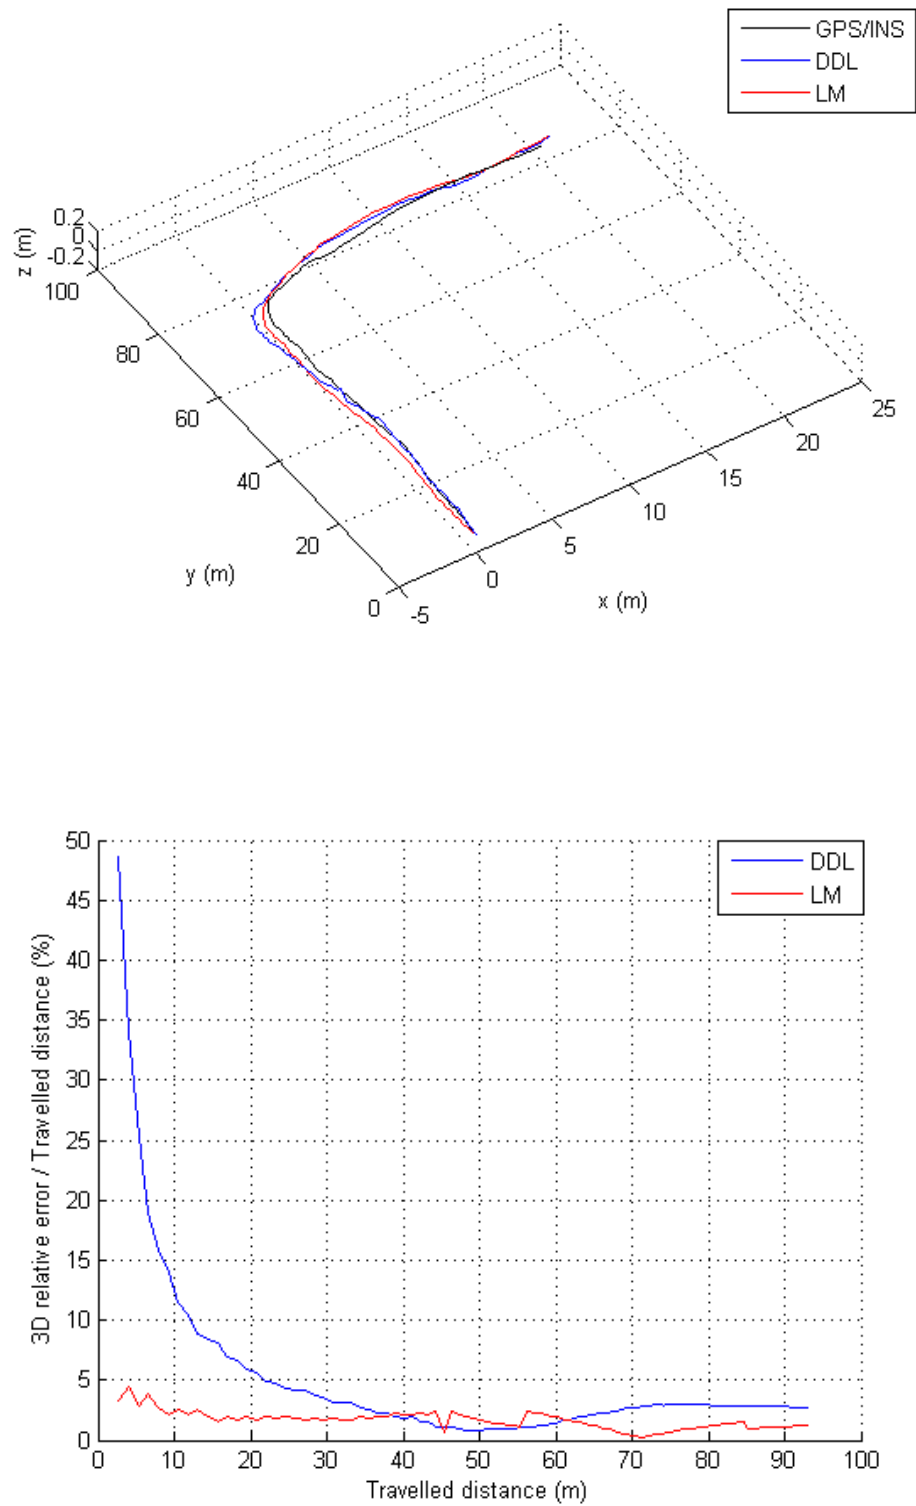 GPS/INS
DDL
LM
0.2
0
-0.2
z (m)
100
80
60
40
20
0
y (m)
-5
0
5
10
15
20
25
x (m)
50
45
40
35
30
25
20
15
10
5
0
3D relative error / Travelled distance (%)
DDL
LM
0 10 20 30 40 50 60 70 80 90 100
Travelled distance (m)